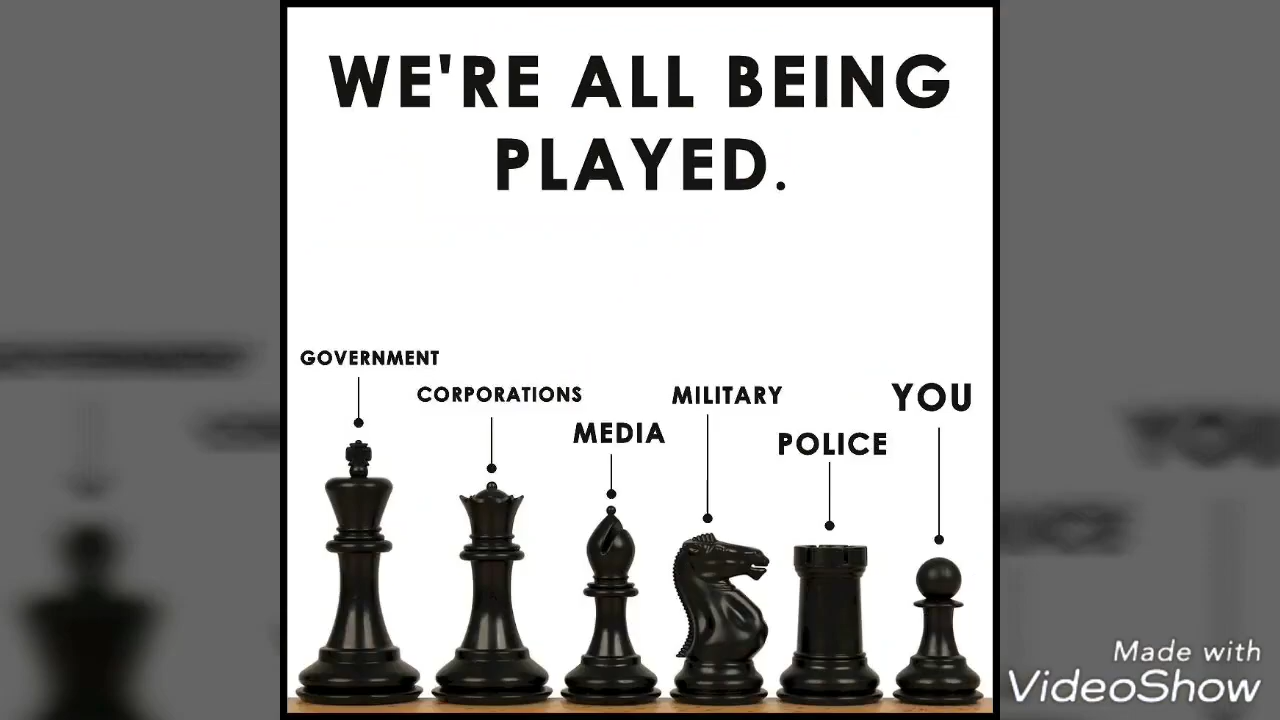 WE'RE ALL BEING
PLAYED.
GOVERNMENT
CORPORATIONS
MEDIA
MILITARY
POLICE
YOU
Made with
VideoShow